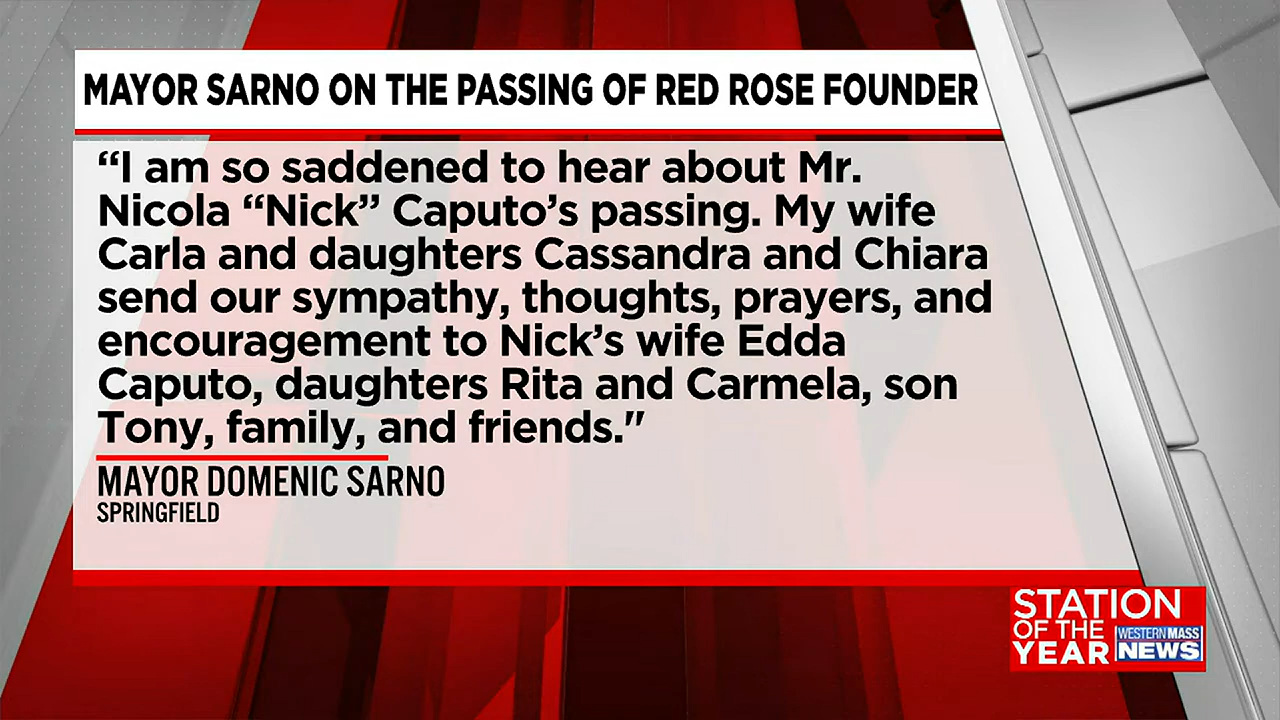 MAYOR SARNO ON THE PASSING OF RED ROSE FOUNDER
“I am so saddened to hear about Mr.
Nicola “Nick” Caputo’s passing. My wife
Carla and daughters Cassandra and Chiara
send our sympathy, thoughts, prayers, and
encouragement to Nick’s wife Edda
Caputo, daughters Rita and Carmela, son
Tony, family, and friends."
MAYOR DOMENIC SARNO
SPRINGFIELD
STATION
OF THE
YEAR
WESTERN MASS
NEWS